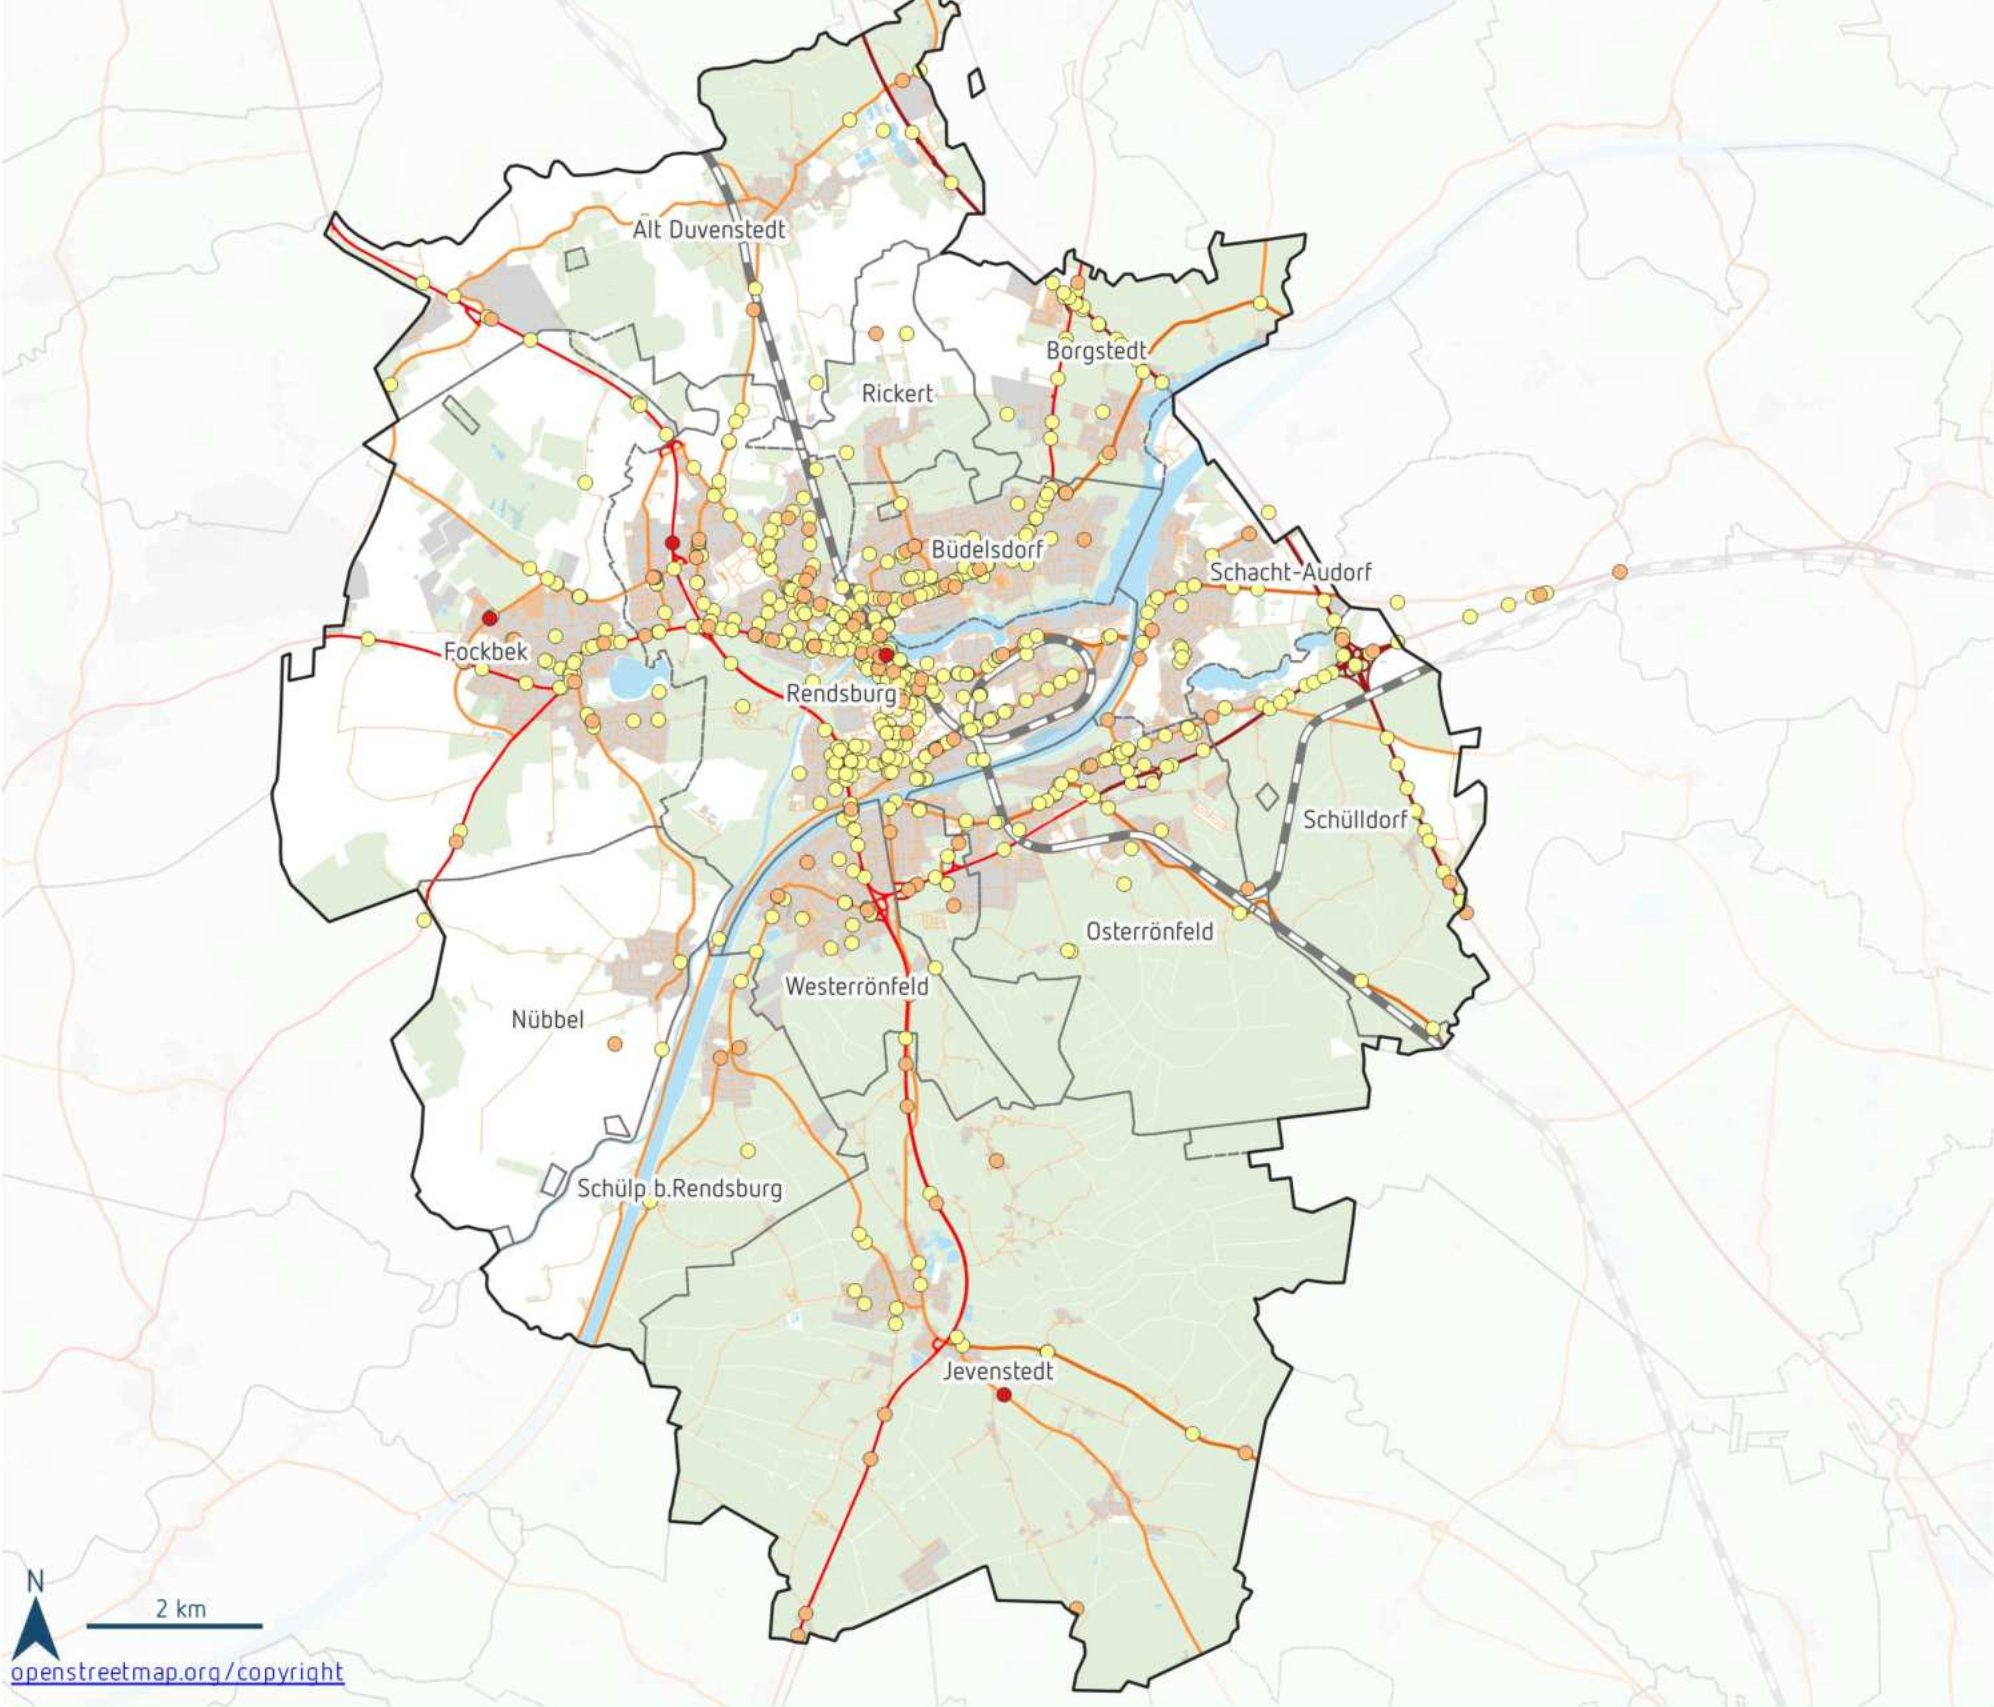 Alt Duvenstedt
Borgstedt
Rickert
Büdelsdorf
Schacht-Audorf
Fockbek
Rendsburg
Schülldorf
Osterrönfeld
Westerrönfeld
Nübbel
Schülp b.Rendsburg
Jevenstedt
N
2 km
openstreetmap.org/copyright